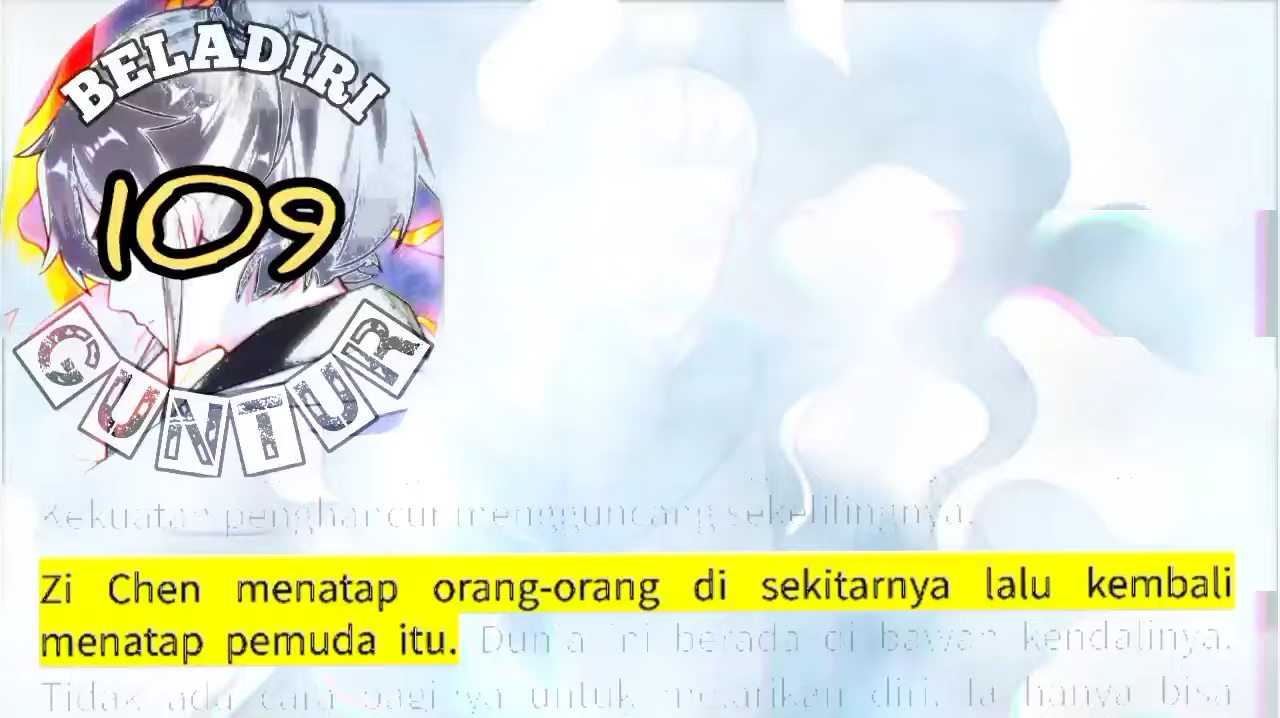 BELADIRI
109
GUNTUR
Kekuatan penghancur mengguncang sekelilingnya.
Zi Chen menatap orang-orang di sekitarnya lalu kembali
menatap pemuda itu. Dunia ini berada di bawah kendalinya.
Tidak ada cara baginya untuk melarikan diri. Ia hanya bisa